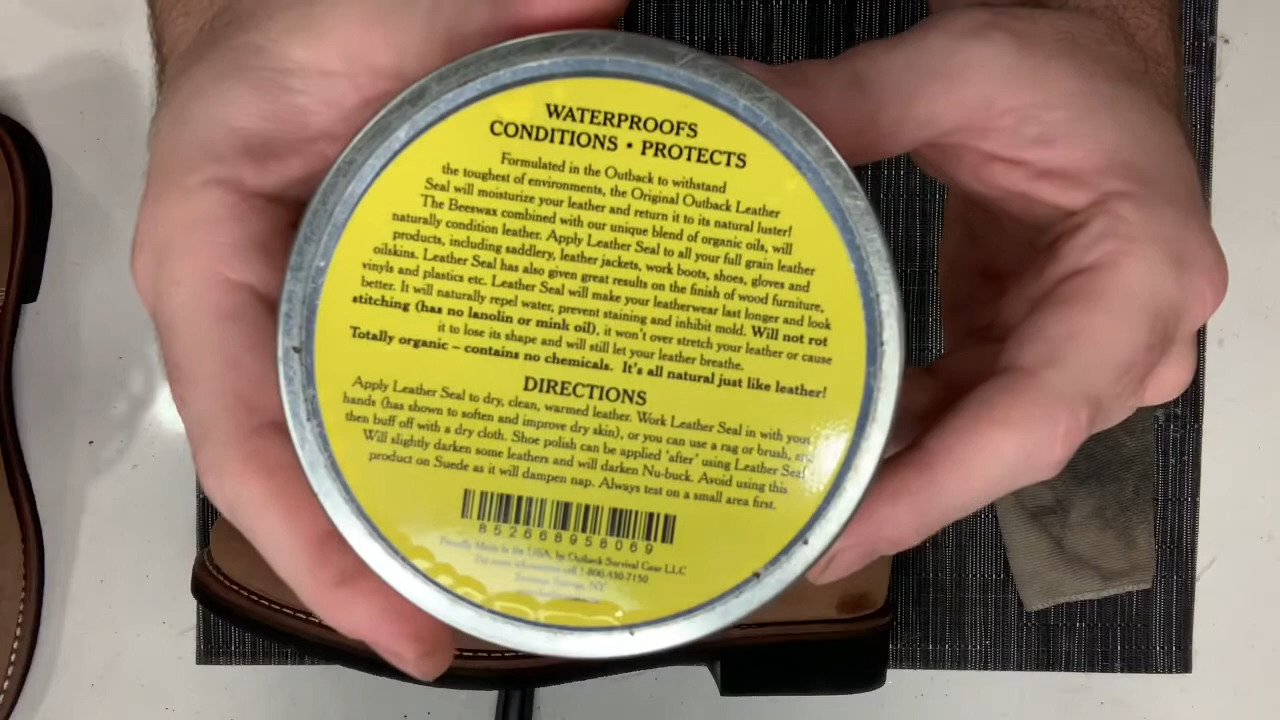 WATERPROOFS
CONDITIONS • PROTECTS
Formulated in the Outback to withstand
the toughest of environments, the Original Outback Leather
Seal will moisturize your leather and return it to its natural luster!
The Beeswax combined with our unique blend of organic oils, will
naturally condition leather. Apply Leather Seal to all your full grain leather
products, including saddlery, leather jackets, work boots, shoes, gloves and
oilskins. Leather Seal has also given great results on the finish of wood furniture,
vinyls and plastics etc. Leather Seal will make your leatherwear last longer and look
better. It will naturally repel water, prevent staining and inhibit mold. Will not rot
stitching (has no lanolin or mink oil), it won't over stretch your leather or cause
it to lose its shape and will still let your leather breathe.
Totally organic – contains no chemicals. It's all natural just like leather!
DIRECTIONS
Apply Leather Seal to dry, clean, warmed leather. Work Leather Seal in with your
hands (has shown to soften and improve dry skin), or you can use a rag or brush,
then buff off with a dry cloth. Shoe polish can be applied 'after' using Leather Seal
Will slightly darken some leathers and will darken Nu-buck. Avoid using this
product on Suede as it will dampen nap. Always test on a small area first.
852668958069
Proudly Made in the USA, by Outback Survival Gear LLC
For more information call 1-800-430-7150
Springs, NY